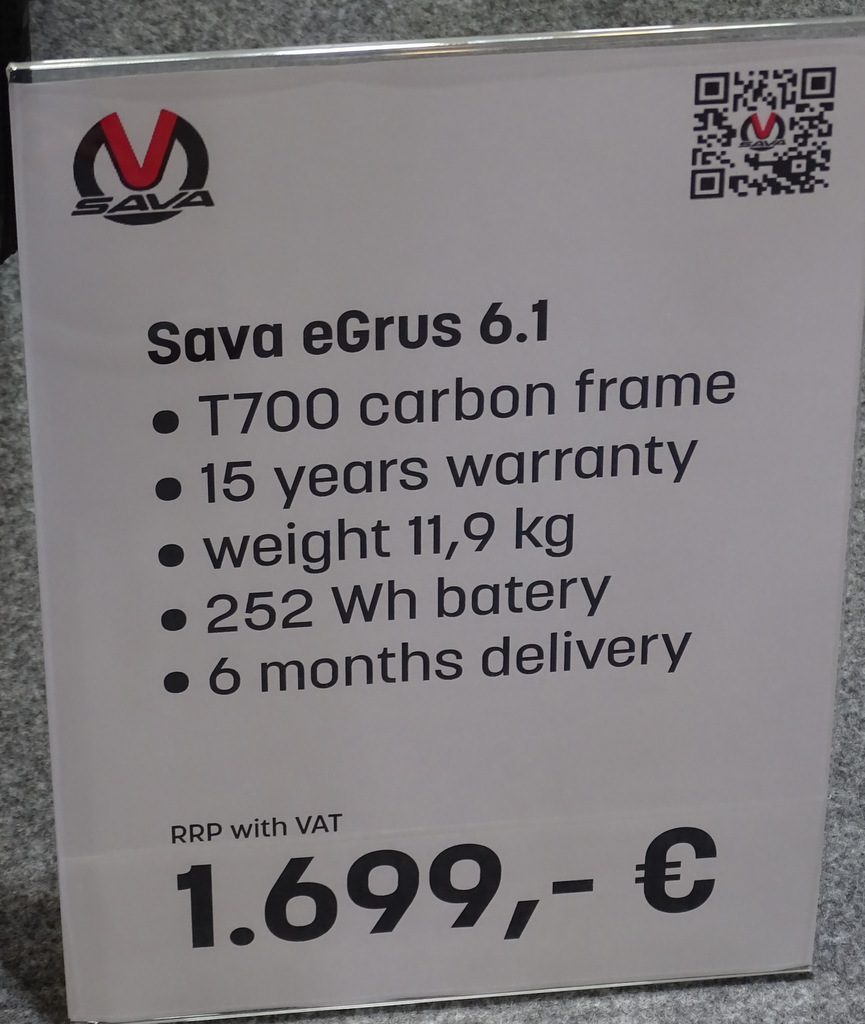 SAVA
SAVA
Sava eGrus 6.1
• T700 carbon frame
• 15 years warranty
• weight 11,9 kg
• 252 Wh batery
• 6 months delivery
RRP with VAT
1.699,- €